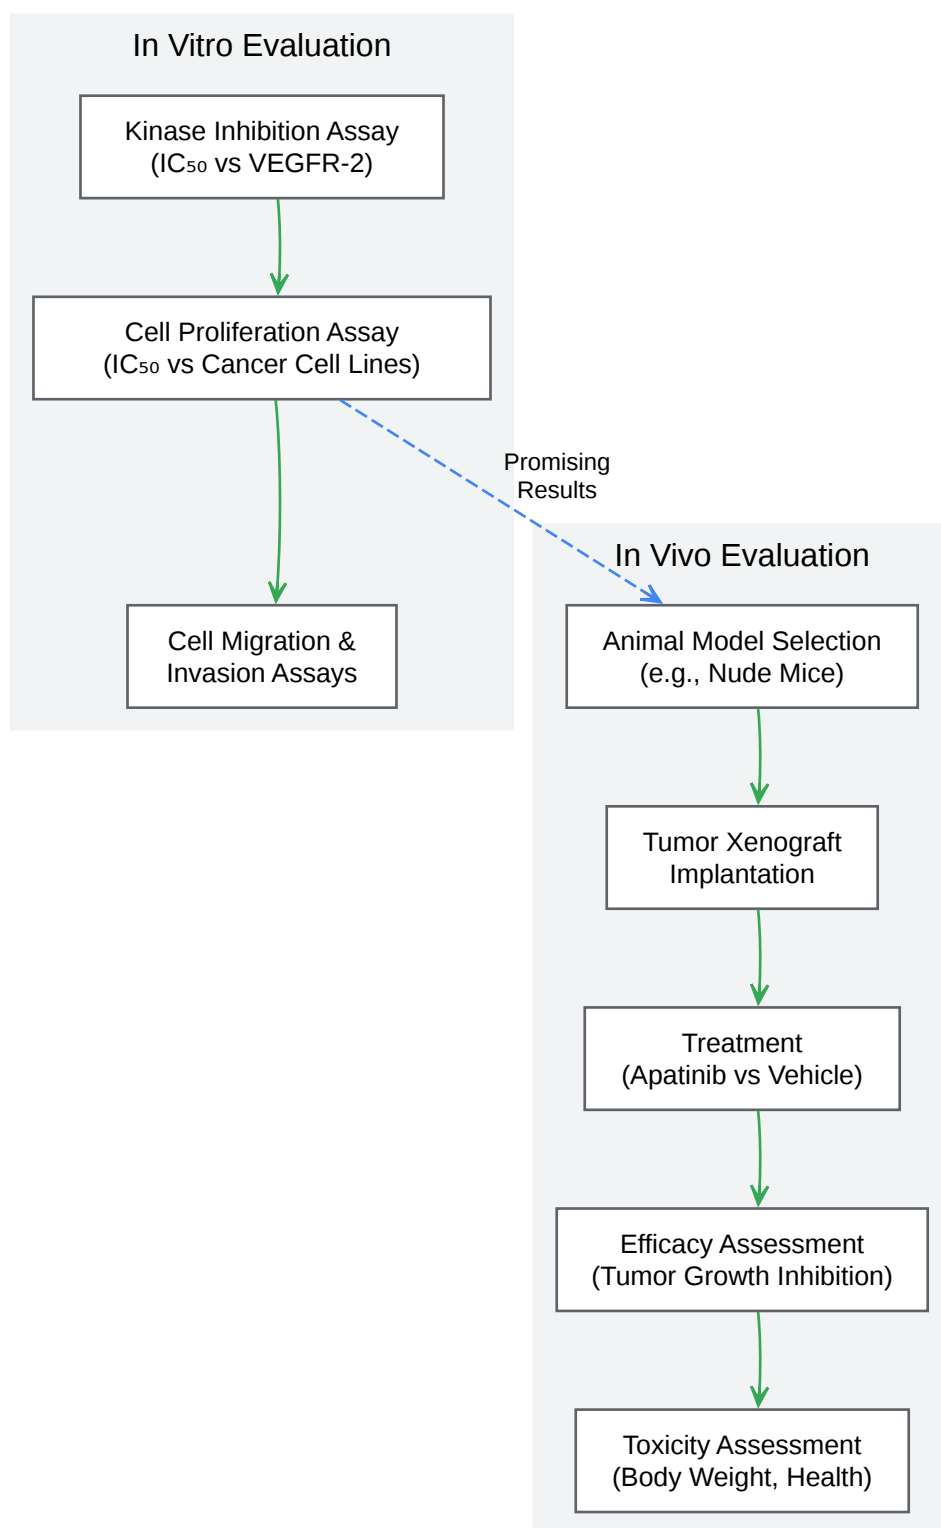 In Vitro Evaluation
Kinase Inhibition Assay
(IC₅₀ vs VEGFR-2)
Cell Proliferation Assay
(IC₅₀ vs Cancer Cell Lines)
Promising
Results
Cell Migration &
Invasion Assays
In Vivo Evaluation
Animal Model Selection
(e.g., Nude Mice)
Tumor Xenograft
Implantation
Treatment
(Apatinib vs Vehicle)
Efficacy Assessment
(Tumor Growth Inhibition)
Toxicity Assessment
(Body Weight, Health)